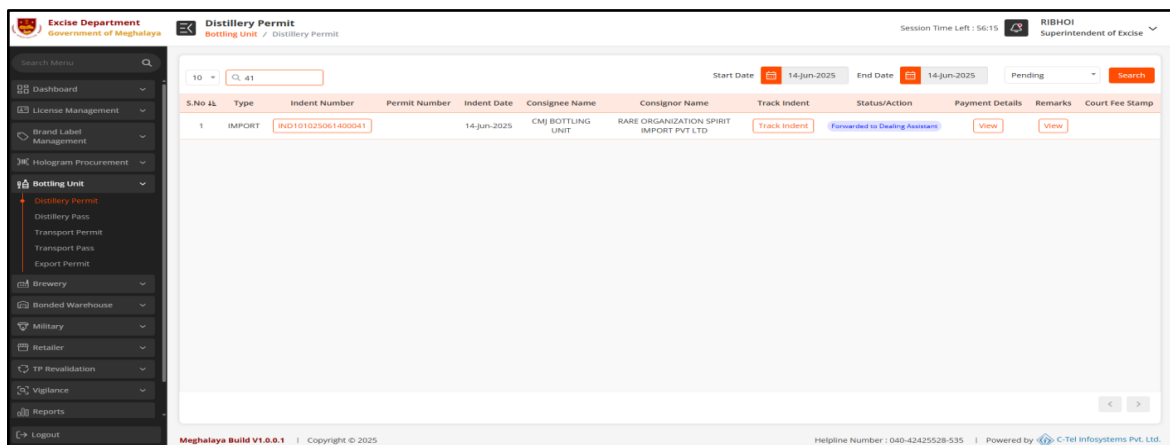 Excise Department
Government of Meghalaya
Distillery Permit
Bottling Unit / Distillery Permit
Session Time Left : 56:15
RIBHOI
Superintendent of Excise
Search Menu
Dashboard
License Management
Brand Label
Management
Hologram Procurement
Bottling Unit
Distillery Permit
Distillery Pass
Transport Permit
Transport Pass
Export Permit
Brewery
Bonded Warehouse
Military
Retailer
TP Revalidation
Vigilance
Reports
Logout
10
41
Start Date 14-Jun-2025 End Date 14-Jun-2025 Pending Search
S.No Type Indent Number Permit Number Indent Date Consignee Name Consignor Name Track Indent Status/Action Payment Details Remarks Court Fee Stamp
1 IMPORT IND101025061400041 14-Jun-2025 CMJ BOTTLING RARE ORGANIZATION SPIRIT Track Indent Forwarded to Dealing Assistant View View
UNIT IMPORT PVT LTD
< >
Meghalaya Build V1.0.0.1 | Copyright © 2025
Helpline Number : 040-42425528-535 | Powered by C-Tel Infosystems Pvt. Ltd.